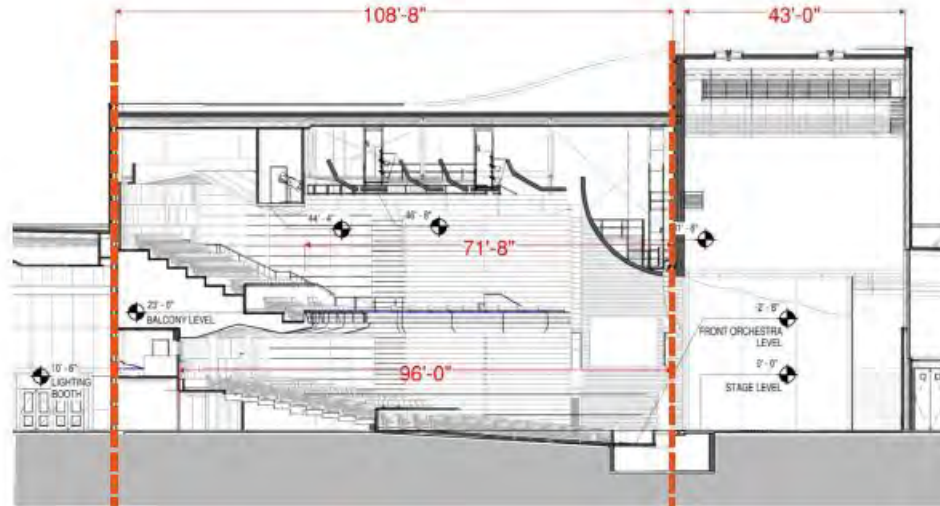 108'-8"
43'-0"
44'- 4"
46'- 8"
71'-8"
23' - 0"
BALCONY LEVEL
-2' - 6"
FRONT ORCHESTRA
LEVEL
10' - 6"
LIGHTING
BOOTH
96'-0"
0' - 0"
STAGE LEVEL